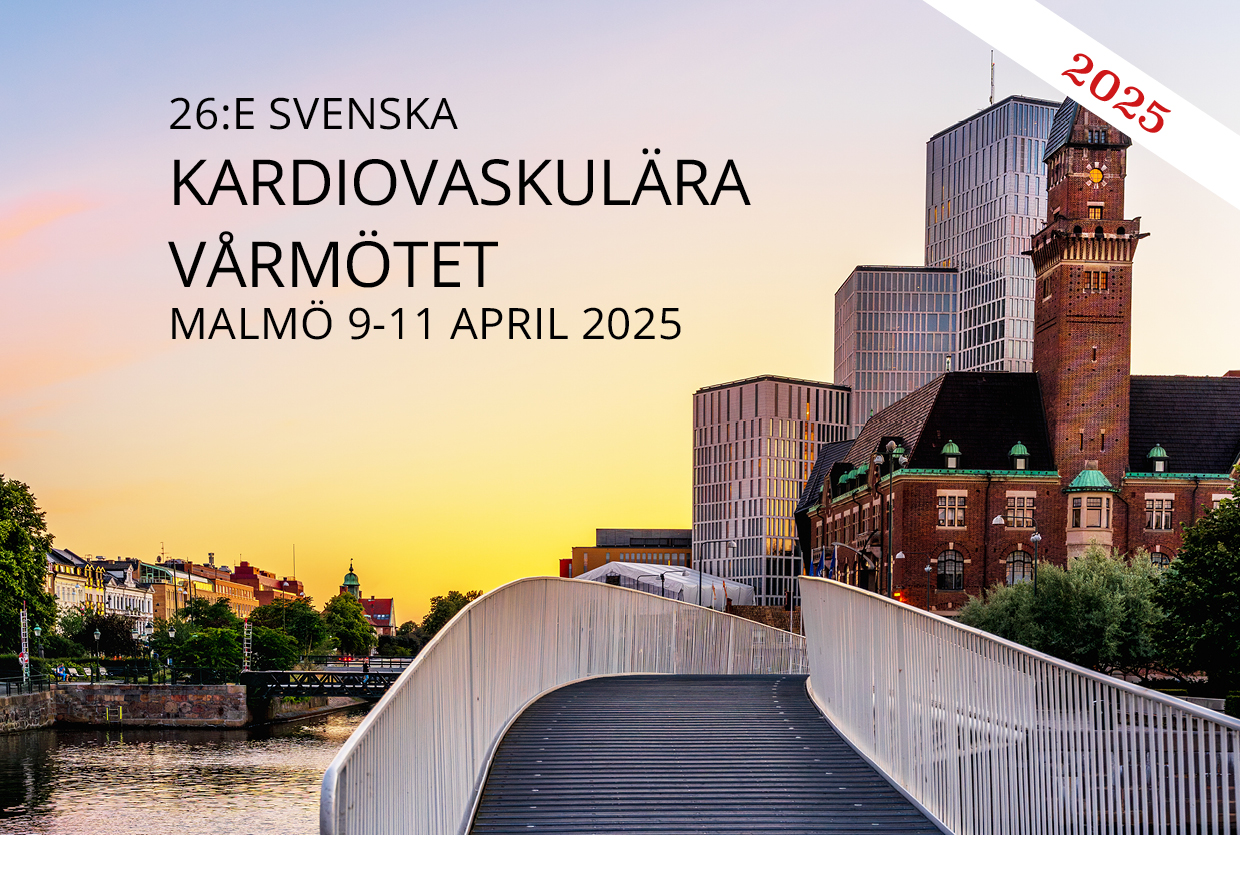 26:E SVENSKA
KARDIOVASKULÄRA
VÅRMÖTET
MALMÖ 9-11 APRIL 2025
2025